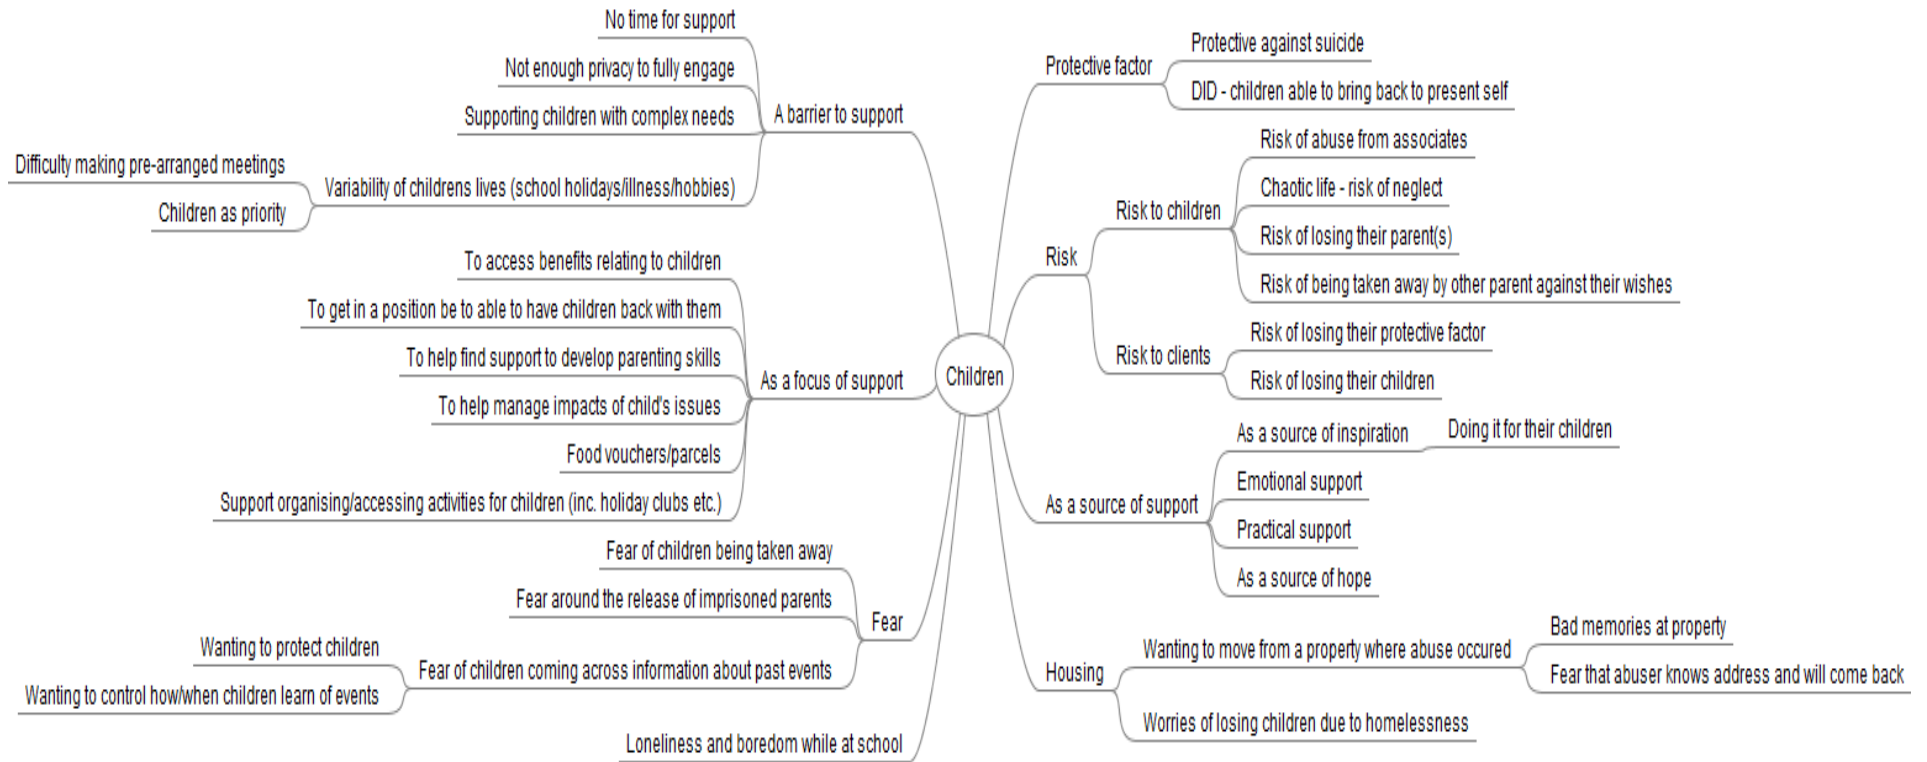 No time for support
Not enough privacy to fully engage
Supporting children with complex needs
A barrier to support
Difficulty making pre-arranged meetings
Variability of childrens lives (school holidays/illness/hobbies)
Children as priority
To access benefits relating to children
To get in a position be to able to have children back with them
To help find support to develop parenting skills
As a focus of support
To help manage impacts of child's issues
Food vouchers/parcels
Support organising/accessing activities for children (inc. holiday clubs etc.)
Fear of children being taken away
Fear around the release of imprisoned parents
Fear
Wanting to protect children
Fear of children coming across information about past events
Wanting to control how/when children learn of events
Loneliness and boredom while at school
Children
Protective factor
Protective against suicide
DID - children able to bring back to present self
Risk
Risk to children
Risk of abuse from associates
Chaotic life - risk of neglect
Risk of losing their parent(s)
Risk of being taken away by other parent against their wishes
Risk to clients
Risk of losing their protective factor
Risk of losing their children
As a source of support
As a source of inspiration
Doing it for their children
Emotional support
Practical support
As a source of hope
Housing
Wanting to move from a property where abuse occured
Bad memories at property
Fear that abuser knows address and will come back
Worries of losing children due to homelessness